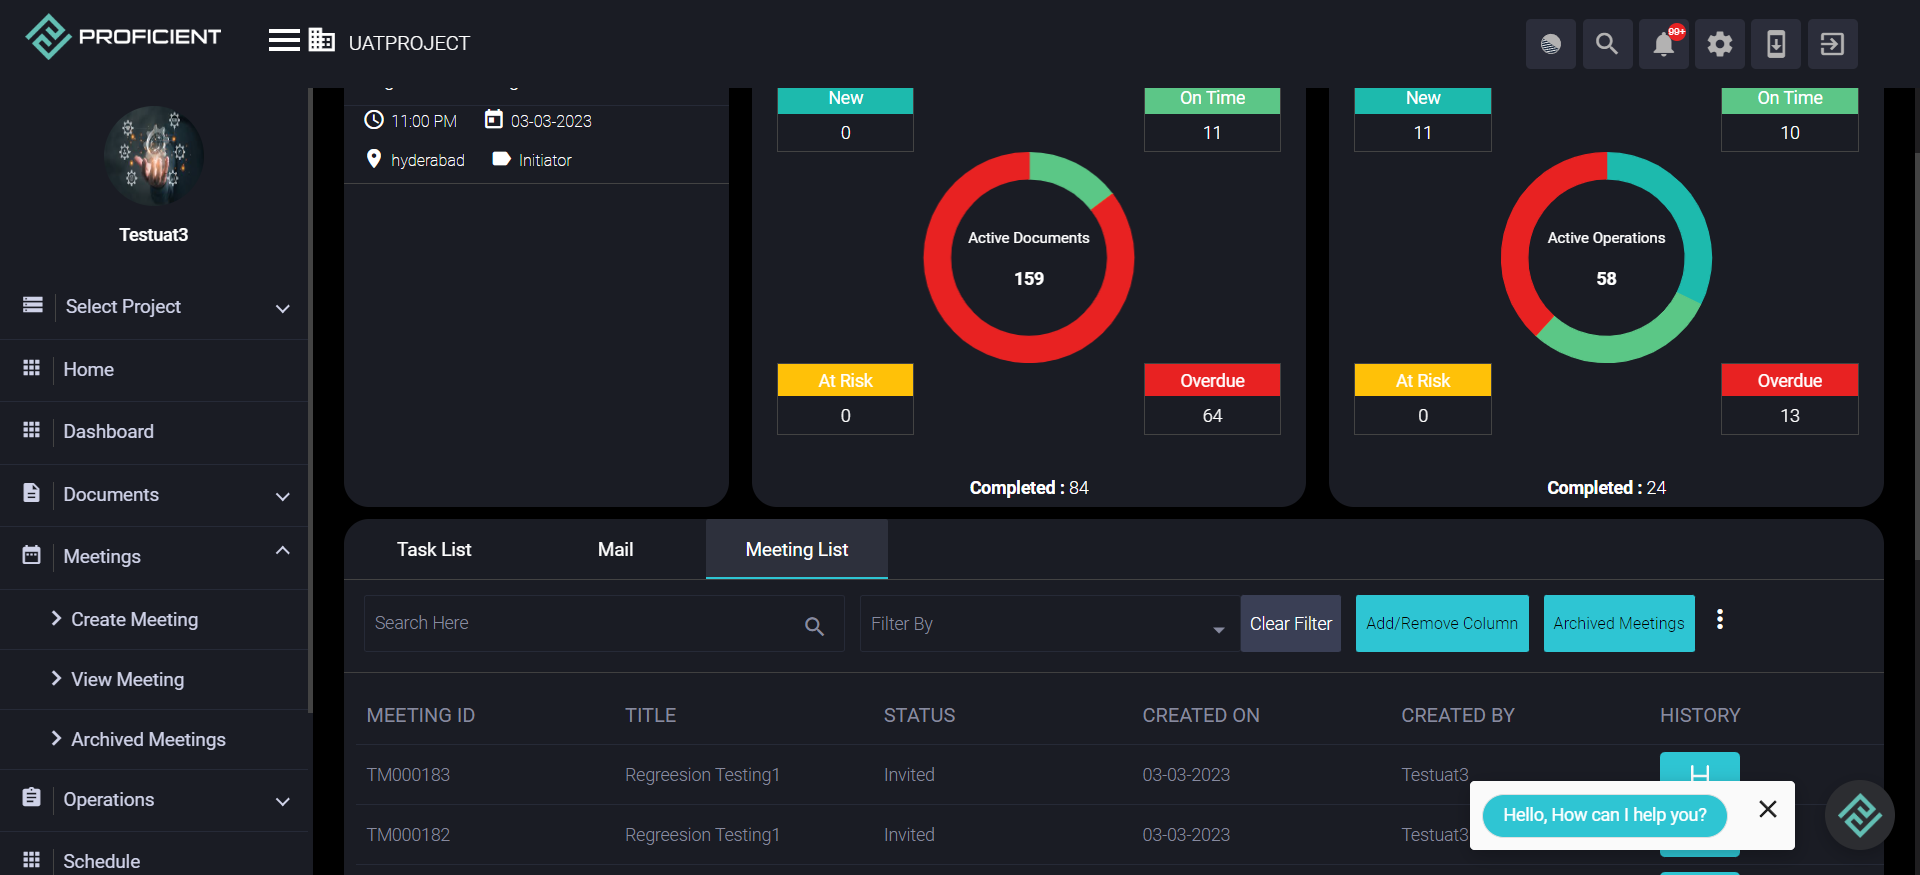 PROFICIENT
UATPROJECT
99+
Testuat3
Select Project
Home
Dashboard
Documents
Meetings
Create Meeting
View Meeting
Archived Meetings
Operations
Schedule
11:00 PM 03-03-2023
hyderabad Initiator
New
0
On Time
11
Active Documents
159
At Risk
0
Overdue
64
Completed : 84
New
11
On Time
10
Active Operations
58
At Risk
0
Overdue
13
Completed : 24
Task List Mail Meeting List
Search Here Filter By Clear Filter Add/Remove Column Archived Meetings
MEETING ID TITLE STATUS CREATED ON CREATED BY HISTORY
TM000183 Regreesion Testing1 Invited 03-03-2023 Testuat3 H
TM000182 Regreesion Testing1 Invited 03-03-2023 Testuat3
Hello, How can I help you?